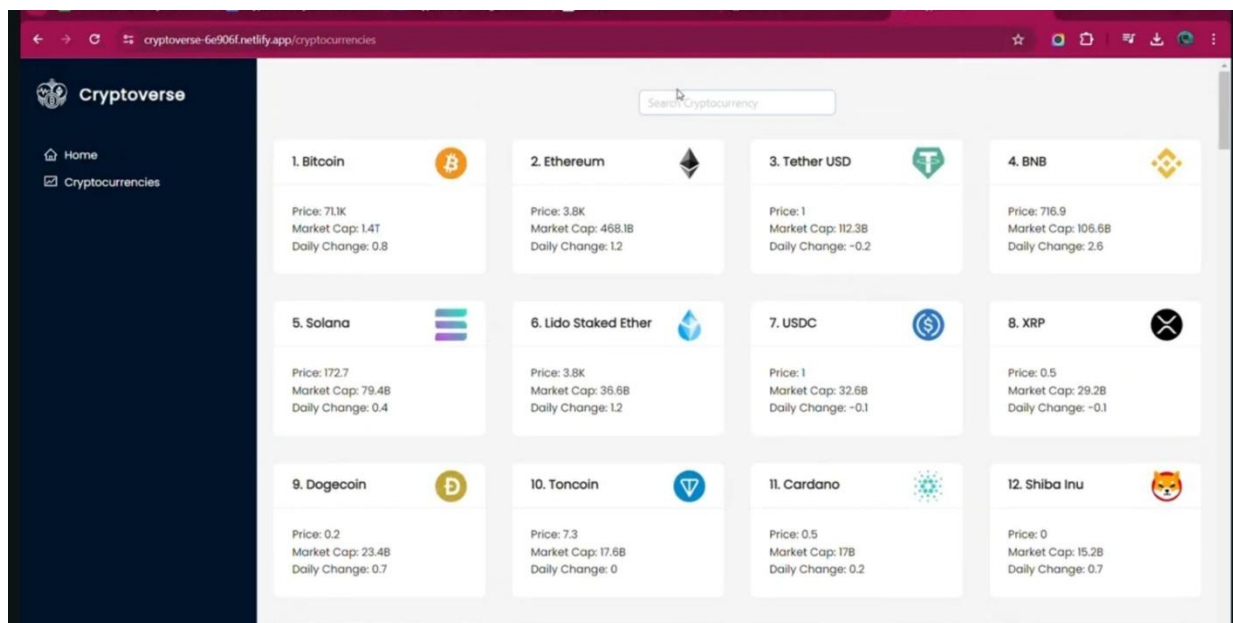 cryptoverse-6e906f.netlify.app/cryptocurrencies
Cryptoverse
Home
Cryptocurrencies
Search Cryptocurrency
1. Bitcoin
Price: 71.1K
Market Cap: 1.4T
Daily Change: 0.8
2. Ethereum
Price: 3.8K
Market Cap: 468.1B
Daily Change: 1.2
3. Tether USD
Price: 1
Market Cap: 112.3B
Daily Change: -0.2
4. BNB
Price: 716.9
Market Cap: 106.6B
Daily Change: 2.6
5. Solana
Price: 172.7
Market Cap: 79.4B
Daily Change: 0.4
6. Lido Staked Ether
Price: 3.8K
Market Cap: 36.6B
Daily Change: 1.2
7. USDC
Price: 1
Market Cap: 32.6B
Daily Change: -0.1
8. XRP
Price: 0.5
Market Cap: 29.2B
Daily Change: -0.1
9. Dogecoin
Price: 0.2
Market Cap: 23.4B
Daily Change: 0.7
10. Toncoin
Price: 7.3
Market Cap: 17.6B
Daily Change: 0
11. Cardano
Price: 0.5
Market Cap: 17B
Daily Change: 0.2
12. Shiba Inu
Price: 0
Market Cap: 15.2B
Daily Change: 0.7